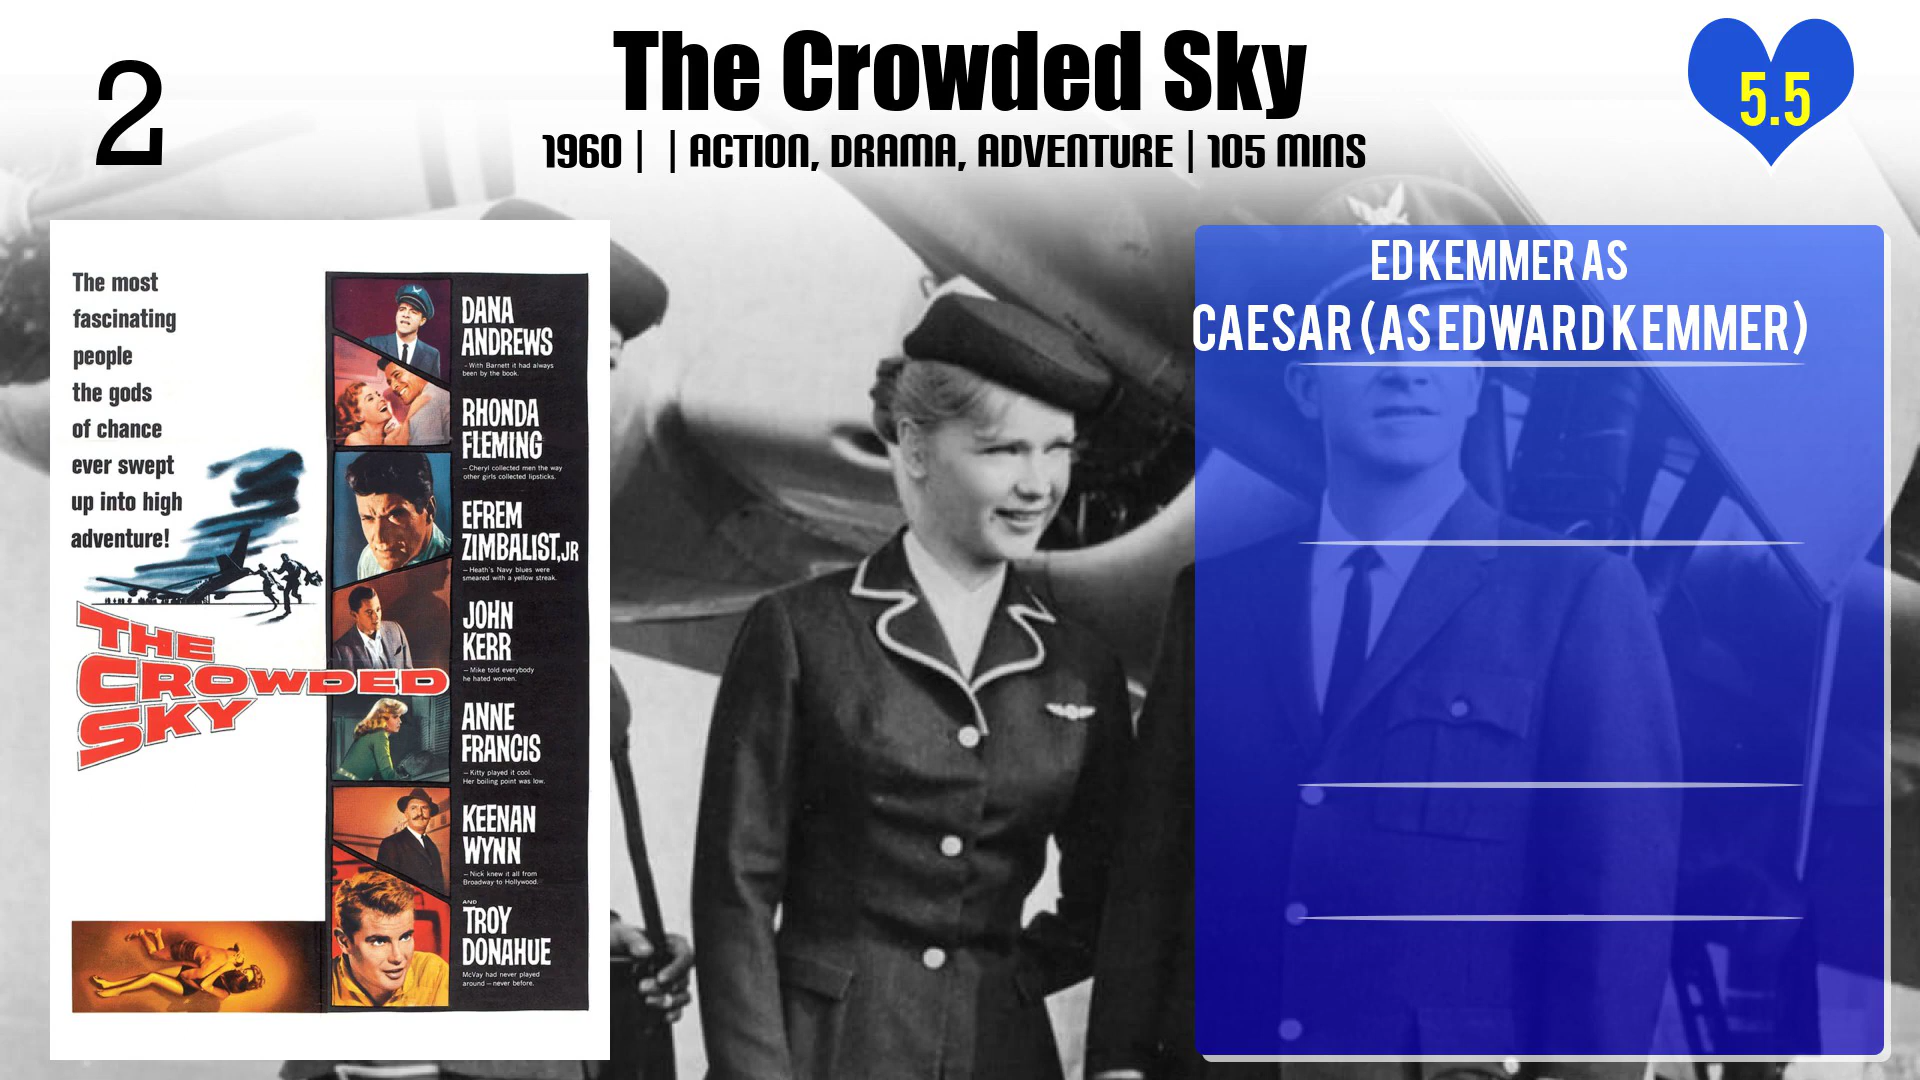 2
The Crowded Sky
1960 | | ACTION, DRAMA, ADVENTURE | 105 MINS
5.5
The most
fascinating
people
the gods
of chance
ever swept
up into high
adventure!
THE
CROWDED
SKY
DANA
ANDREWS
- With Barnett it had always
been by the book.
RHONDA
FLEMING
– Cheryl collected men the way
other girls collected lipsticks.
EFREM
ZIMBALIST, JR
– Heath's Navy blues were
smeared with a yellow streak.
JOHN
KERR
– Mike told everybody
he hated women.
ANNE
FRANCIS
– Kitty played it cool.
Her boiling point was low.
KEENAN
WYNN
– Nick knew it all from
Broadway to Hollywood.
AND
TROY
DONAHUE
McVay had never played
around – never before.
ED KEMMER AS
CAESAR (AS EDWARD KEMMER)